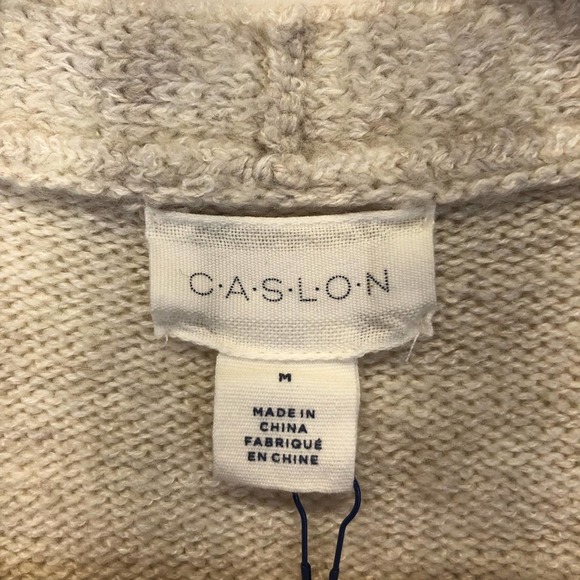 C·A·S·L·O·N
M
MADE IN
CHINA
FABRIQUÉ
EN CHINE